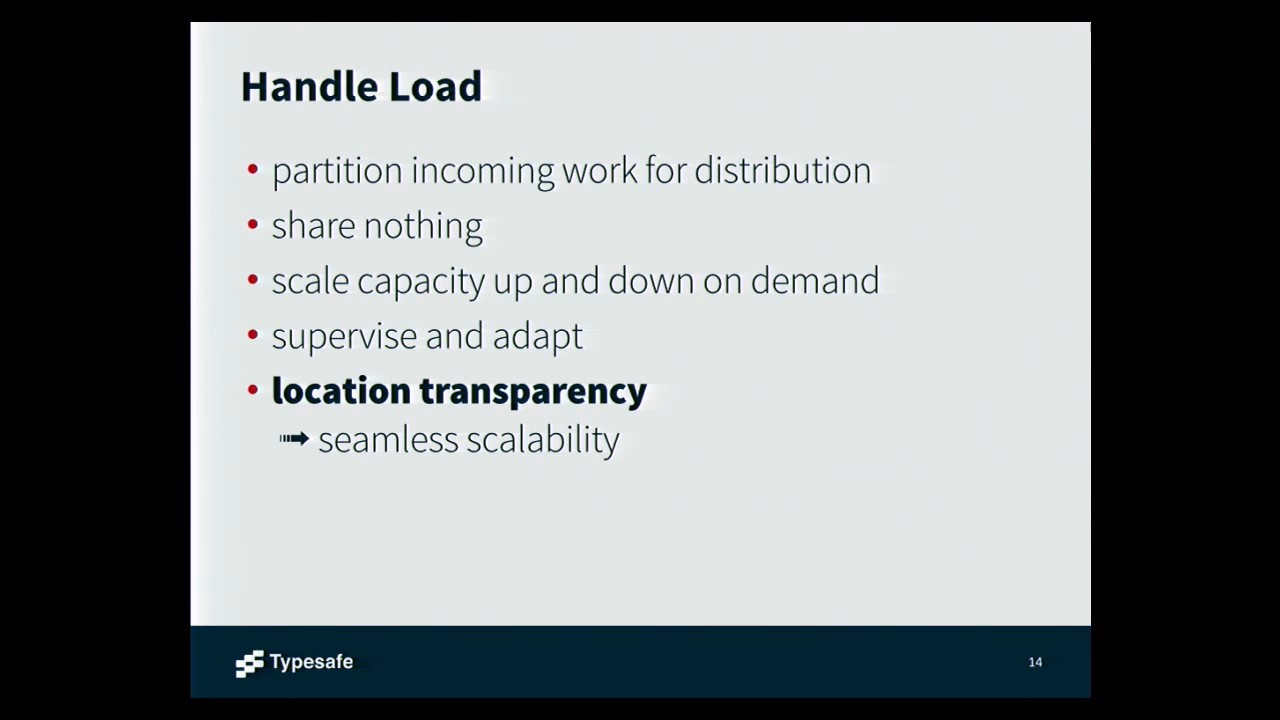 Handle Load
• partition incoming work for distribution
• share nothing
• scale capacity up and down on demand
• supervise and adapt
• location transparency
➟ seamless scalability
Typesafe
14